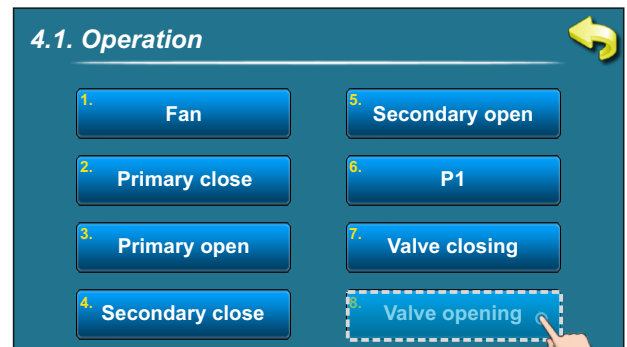 4.1. Operation
1. Fan
2. Primary close
3. Primary open
4. Secondary close
5. Secondary open
6. P1
7. Valve closing
8. Valve opening